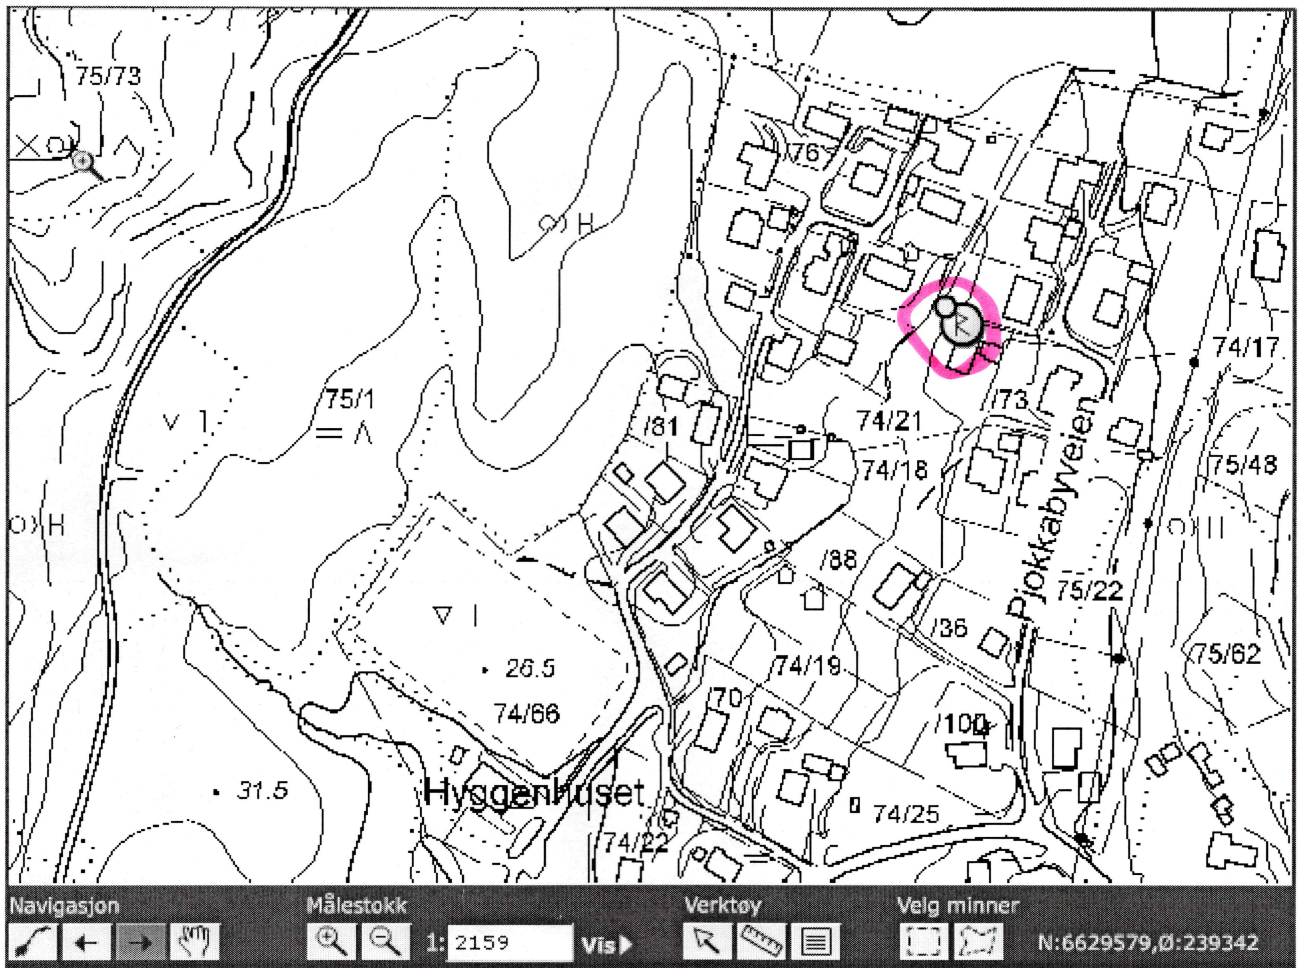 75/73
76
H
R
74/17
75/1
/81
/73
74/21
74/18
75/48
H
Pjokkabyveien
/88
75/22
/36
26.5
74/19
75/62
74/66
/70
/100
31.5
Hyggenhuset
74/25
74/22
Navigasjon
Målestokk
Verktøy
Velg minner
1: 2159 Vis
N:6629579,Ø:239342